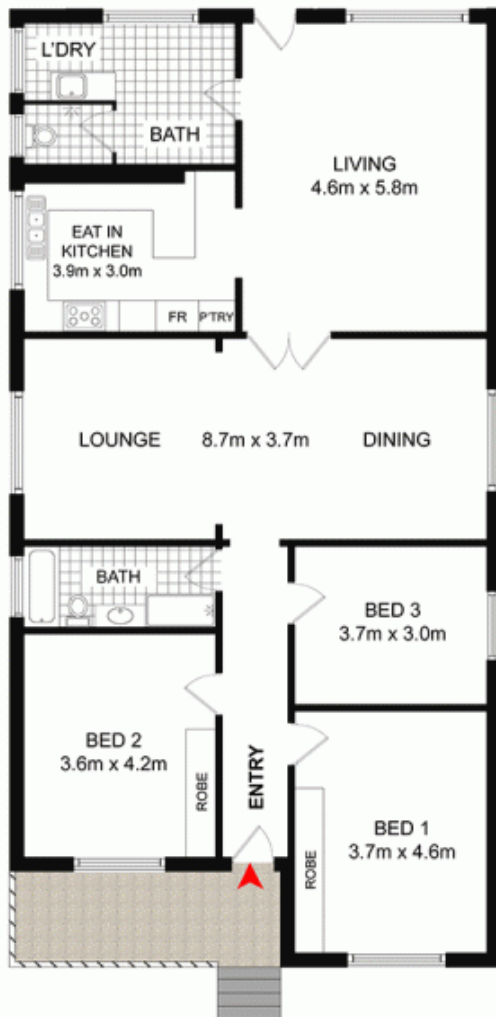 L'DRY
BATH
LIVING
4.6m x 5.8m
EAT IN
KITCHEN
3.9m x 3.0m
FR
P'TRY
LOUNGE
8.7m x 3.7m
DINING
BATH
BED 3
3.7m x 3.0m
BED 2
3.6m x 4.2m
ROBE
ENTRY
BED 1
3.7m x 4.6m
ROBE